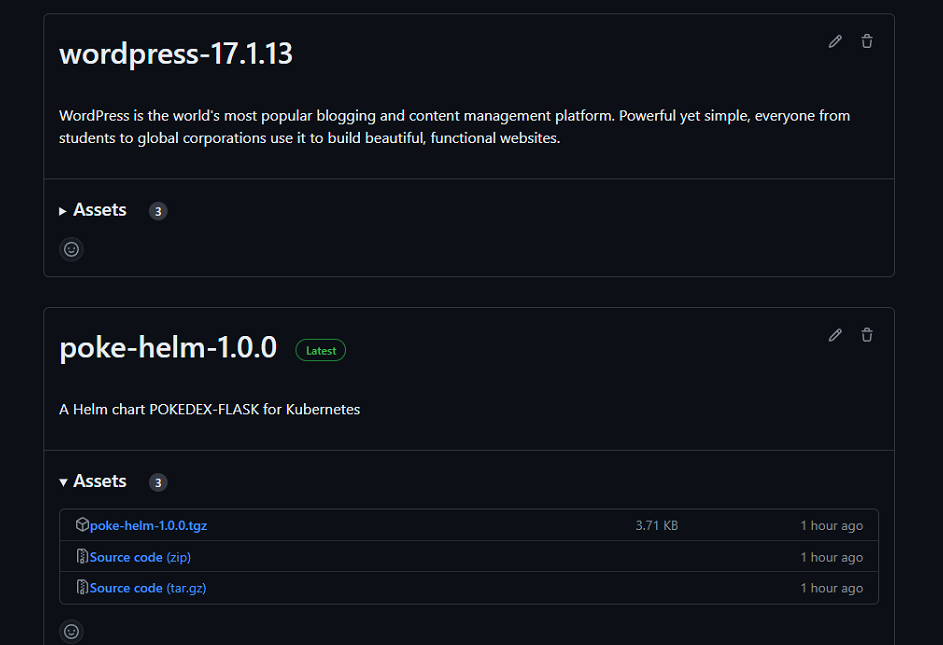 wordpress-17.1.13
WordPress is the world's most popular blogging and content management platform. Powerful yet simple, everyone from
students to global corporations use it to build beautiful, functional websites.
Assets 3
poke-helm-1.0.0 Latest
A Helm chart POKEDEX-FLASK for Kubernetes
Assets 3
poke-helm-1.0.0.tgz 3.71 KB 1 hour ago
Source code (zip) 1 hour ago
Source code (tar.gz) 1 hour ago